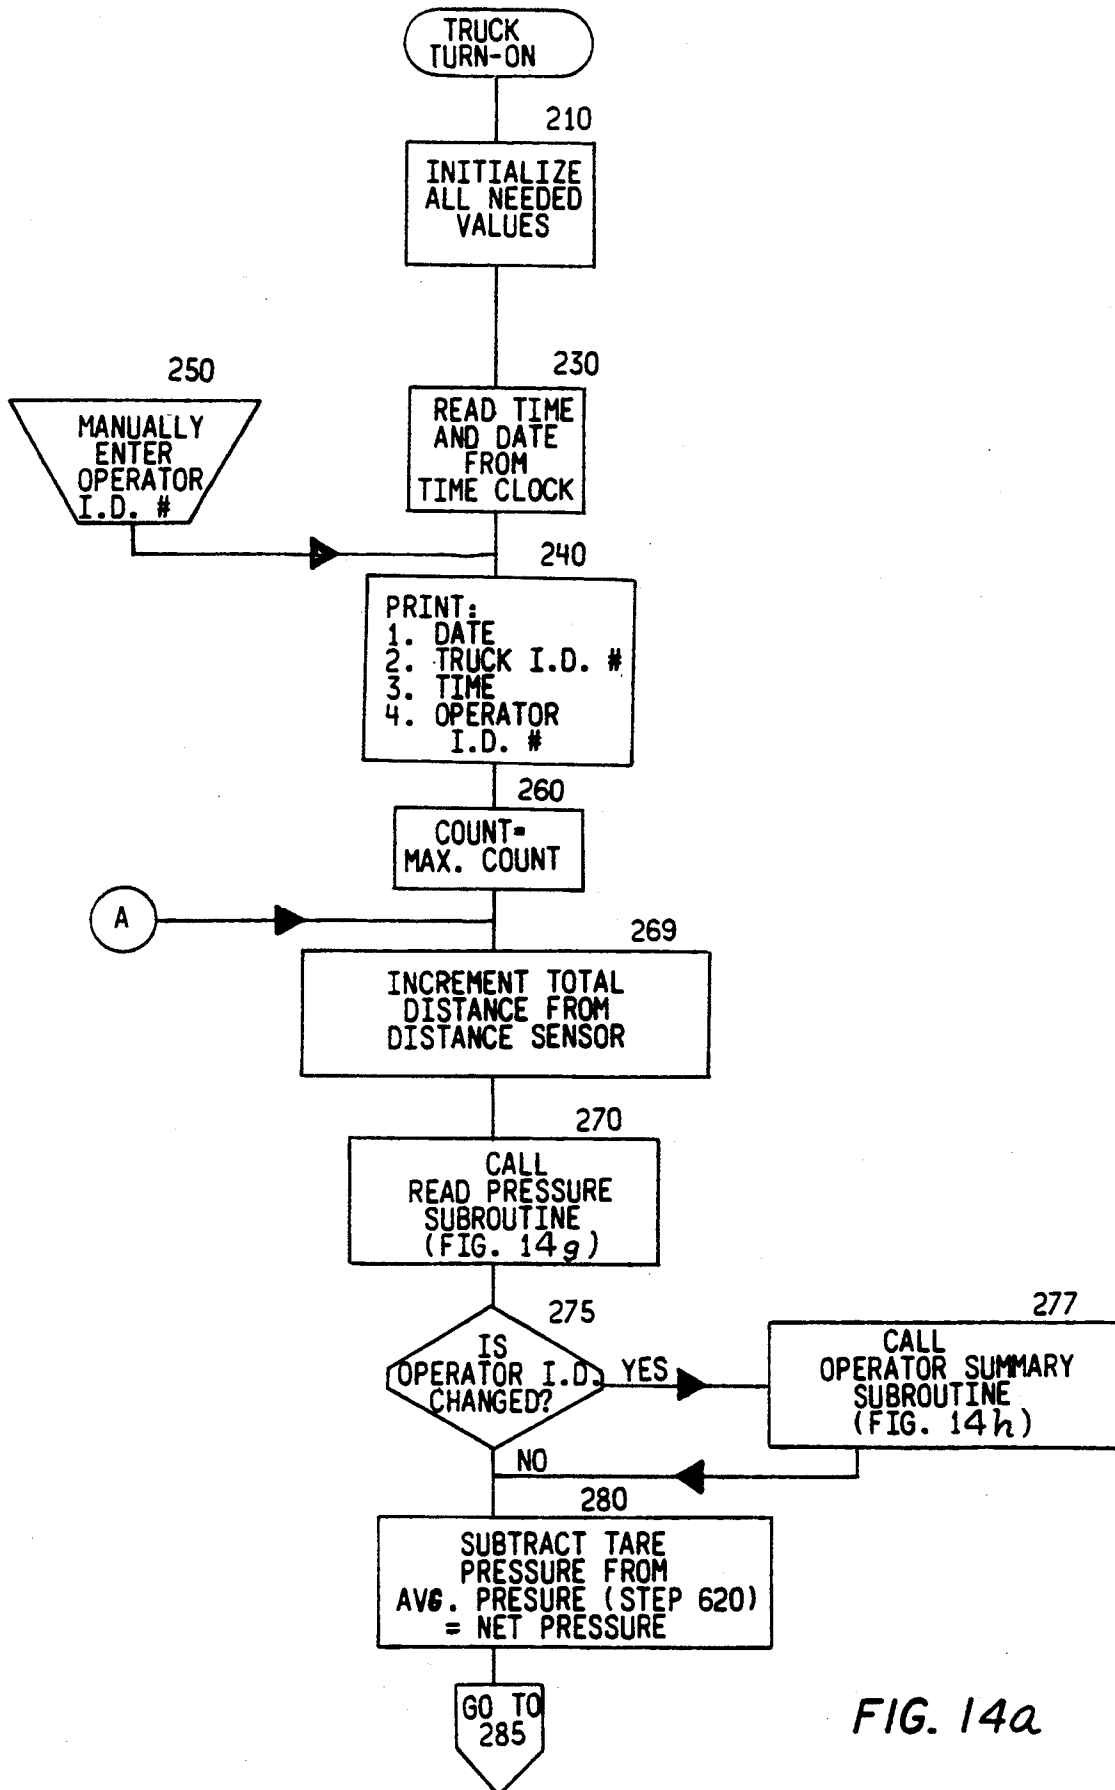 TRUCK
TURN-ON
210
INITIALIZE
ALL NEEDED
VALUES
230
READ TIME
AND DATE
FROM
TIME CLOCK
250
MANUALLY
ENTER
OPERATOR
I.D. #
240
PRINT:
1. DATE
2. TRUCK I.D. #
3. TIME
4. OPERATOR
I.D. #
260
COUNT=
MAX. COUNT
A
269
INCREMENT TOTAL
DISTANCE FROM
DISTANCE SENSOR
270
CALL
READ PRESSURE
SUBROUTINE
(FIG. 14g)
275
IS
OPERATOR I.D.
CHANGED?
YES
277
CALL
OPERATOR SUMMARY
SUBROUTINE
(FIG. 14h)
NO
280
SUBTRACT TARE
PRESSURE FROM
AVG. PRESURE (STEP 620)
= NET PRESSURE
GO TO
285
FIG. 14a